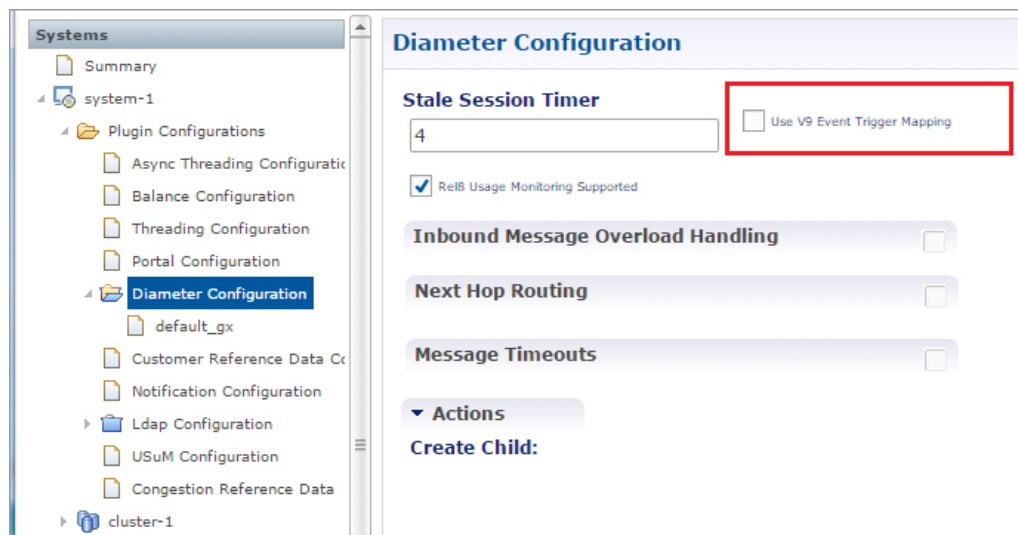 Systems
Summary
system-1
Plugin Configurations
Async Threading Configuratic
Balance Configuration
Threading Configuration
Portal Configuration
Diameter Configuration
default_gx
Customer Reference Data Co
Notification Configuration
Ldap Configuration
USuM Configuration
Congestion Reference Data
cluster-1
Diameter Configuration
Stale Session Timer
4
Use V9 Event Trigger Mapping
Rel8 Usage Monitoring Supported
Inbound Message Overload Handling
Next Hop Routing
Message Timeouts
Actions
Create Child: